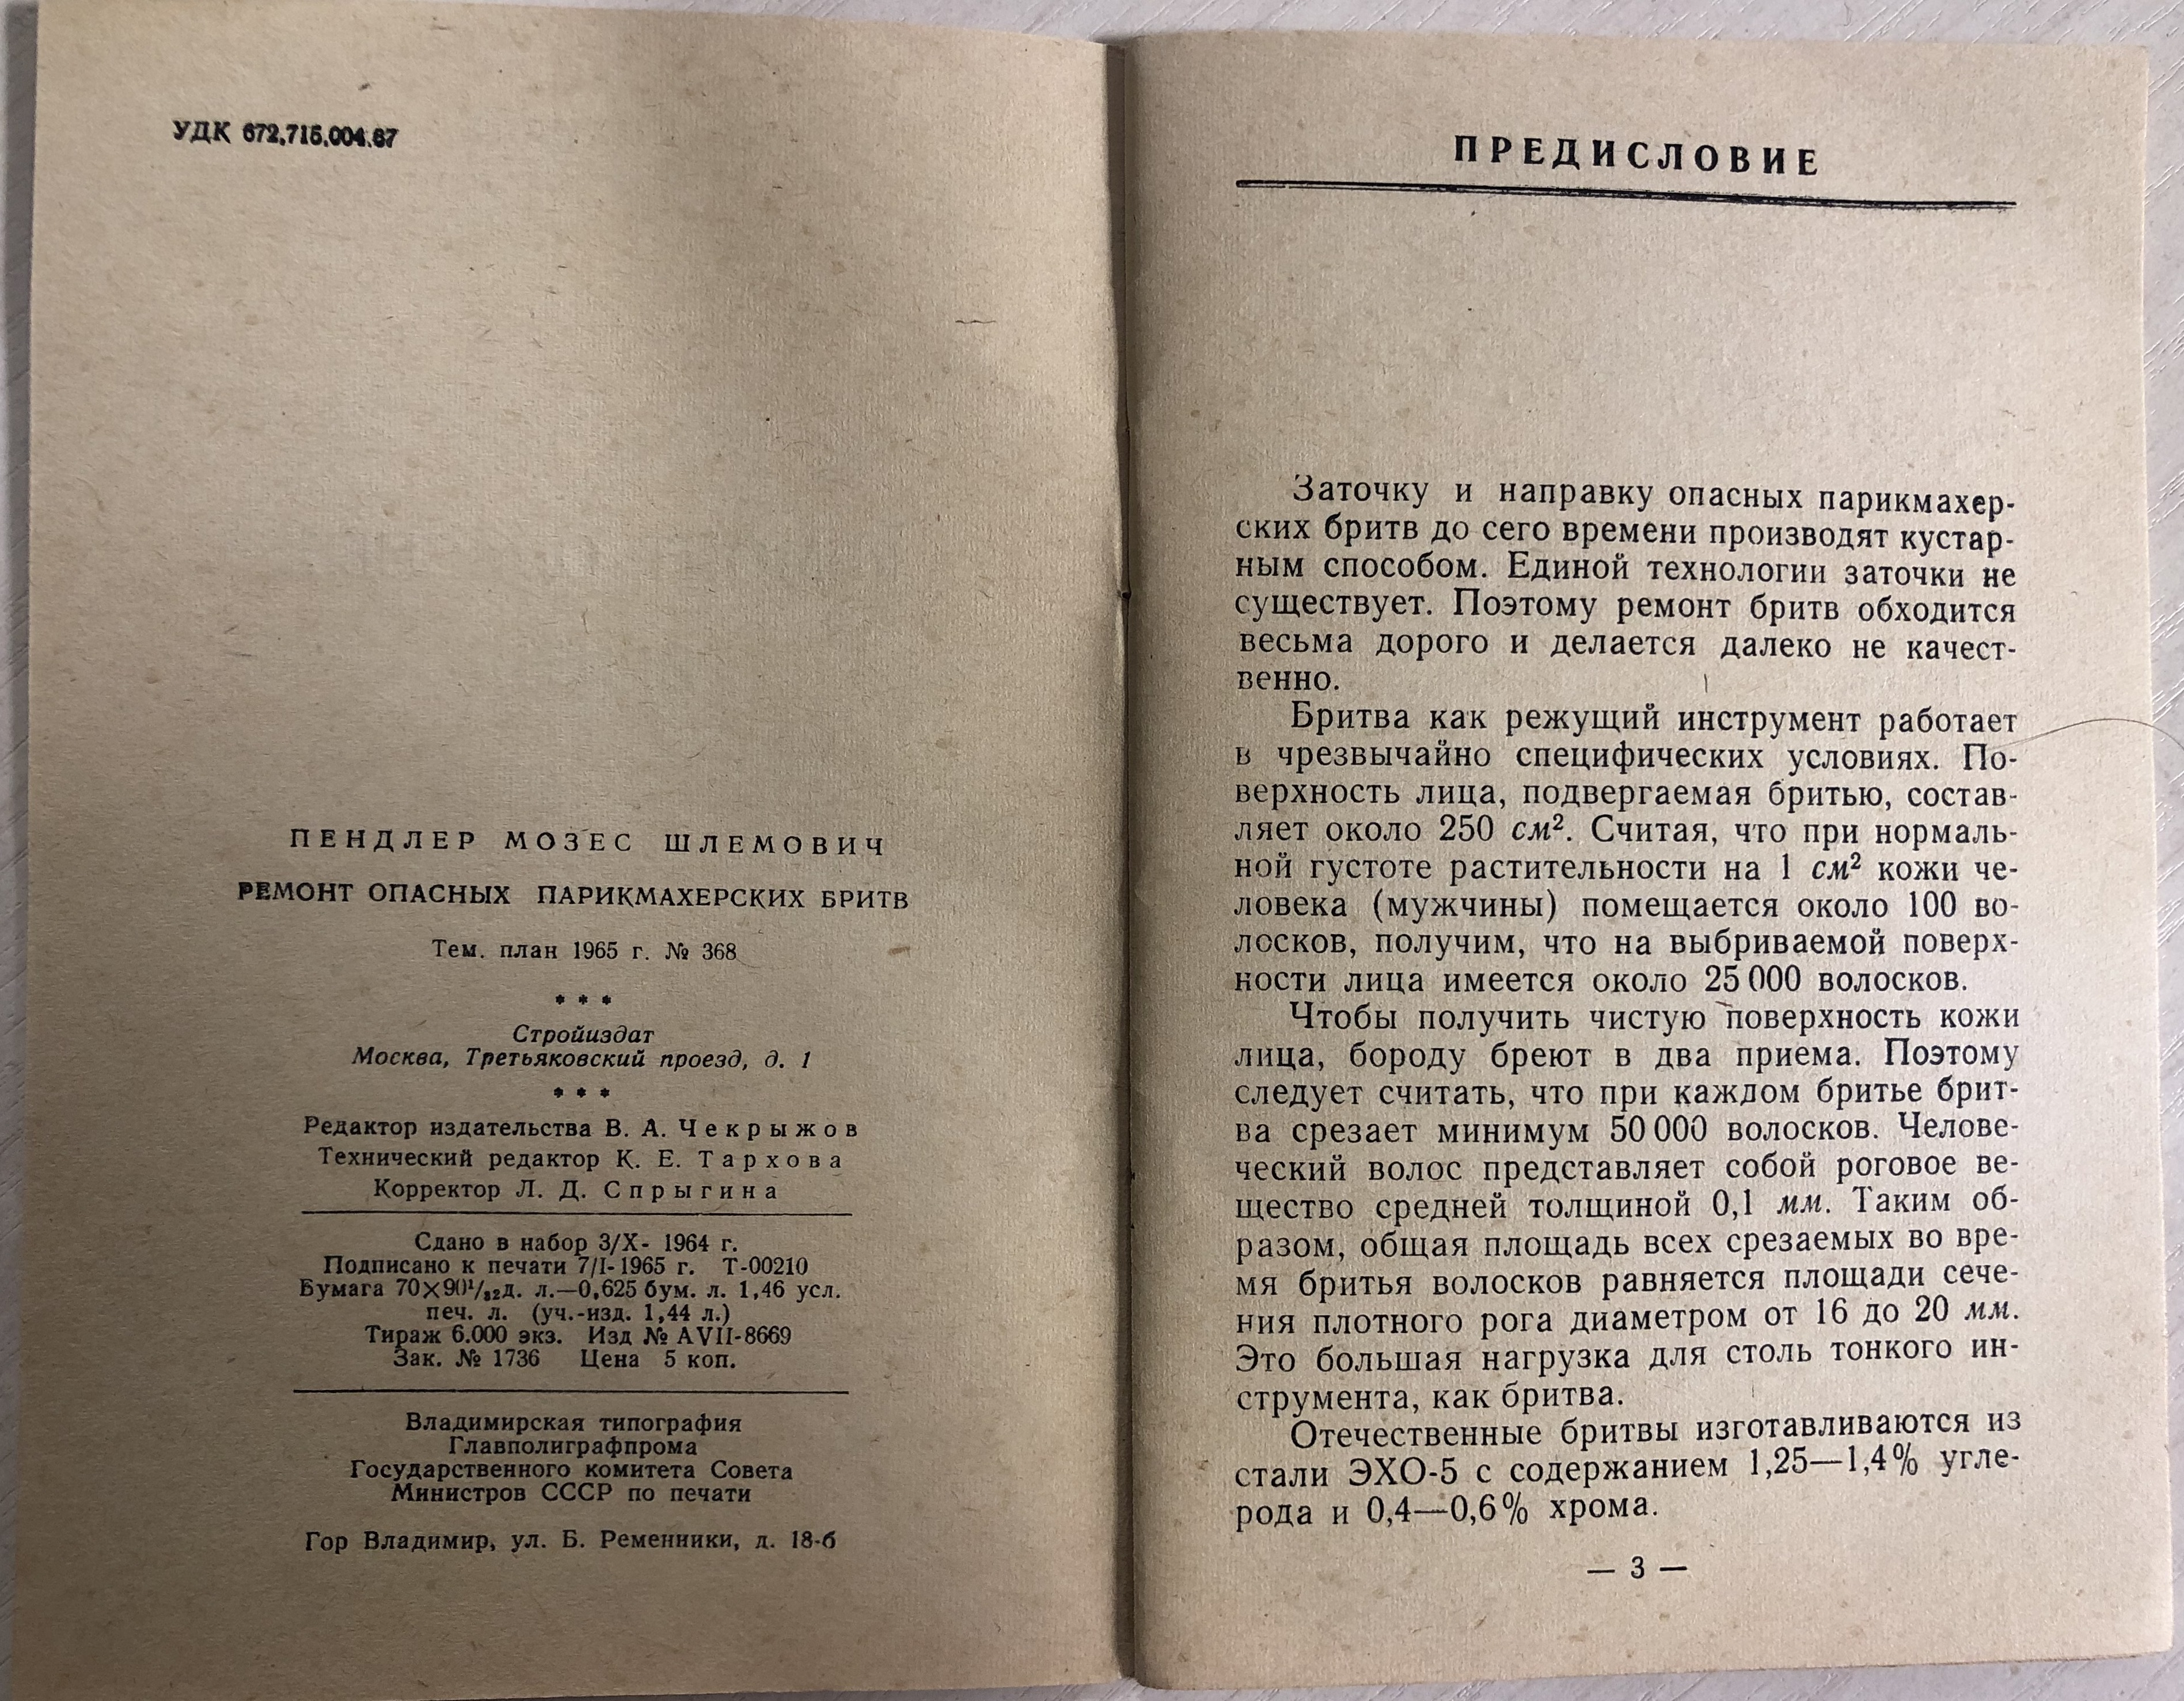 УДК 672.715.004.67
ПЕНДЛЕР МОЗЕС ШЛЕМОВИЧ
РЕМОНТ ОПАСНЫХ ПАРИКМАХЕРСКИХ БРИТВ
Тем. план 1965 г. № 368
* * *
Стройиздат
Москва, Третьяковский проезд, д. 1
* * *
Редактор издательства В. А. Чекрыжов
Технический редактор К. Е. Тархова
Корректор Л. Д. Спрыгина
Сдано в набор 3/X- 1964 г.
Подписано к печати 7/I-1965 г. Т-00210
Бумага 70×90¹/₃₂д. л.—0,625 бум. л. 1,46 усл.
печ. л. (уч.-изд. 1,44 л.)
Тираж 6.000 экз. Изд № AVII-8669
Зак. № 1736 Цена 5 коп.
Владимирская типография
Главполиграфпрома
Государственного комитета Совета
Министров СССР по печати
Гор Владимир, ул. Б. Ременники, д. 18-б
ПРЕДИСЛОВИЕ
Заточку и направку опасных парикмахер-
ских бритв до сего времени производят кустар-
ным способом. Единой технологии заточки не
существует. Поэтому ремонт бритв обходится
весьма дорого и делается далеко не качест-
венно.
Бритва как режущий инструмент работает
в чрезвычайно специфических условиях. По-
верхность лица, подвергаемая бритью, состав-
ляет около 250 см². Считая, что при нормаль-
ной густоте растительности на 1 см² кожи че-
ловека (мужчины) помещается около 100 во-
лосков, получим, что на выбриваемой поверх-
ности лица имеется около 25 000 волосков.
Чтобы получить чистую поверхность кожи
лица, бороду бреют в два приема. Поэтому
следует считать, что при каждом бритье брит-
ва срезает минимум 50 000 волосков. Челове-
ческий волос представляет собой роговое ве-
щество средней толщиной 0,1 мм. Таким об-
разом, общая площадь всех срезаемых во вре-
мя бритья волосков равняется площади сече-
ния плотного рога диаметром от 16 до 20 мм.
Это большая нагрузка для столь тонкого ин-
струмента, как бритва.
Отечественные бритвы изготавливаются из
стали ЭХО-5 с содержанием 1,25—1,4% угле-
рода и 0,4—0,6% хрома.
— 3 —